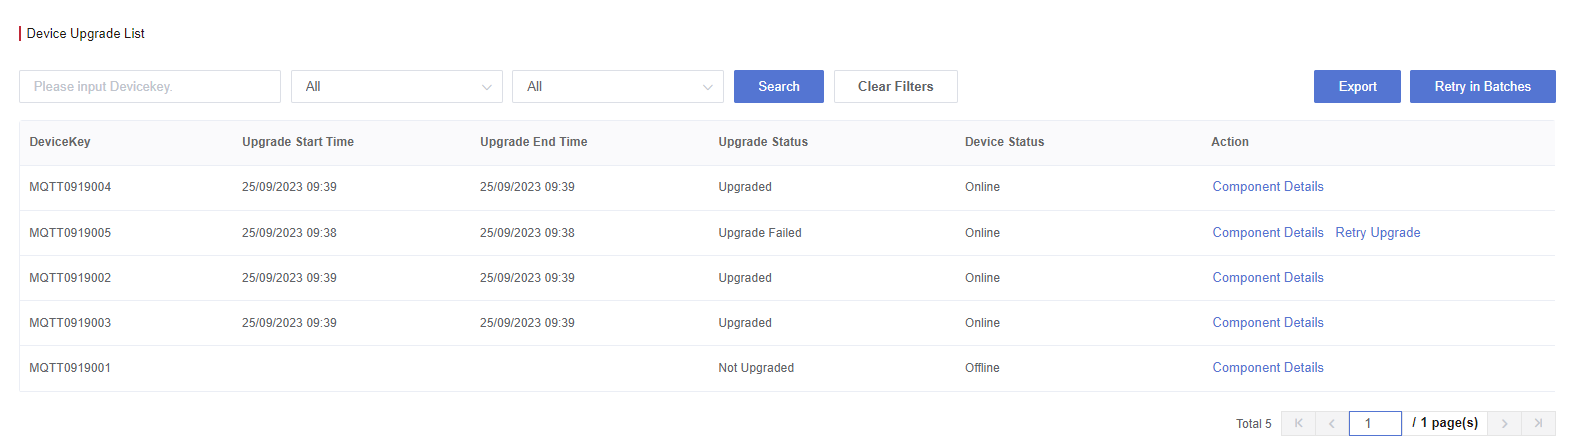 Device Upgrade List
Please input Devicekey. All All Search Clear Filters Export Retry in Batches
DeviceKey Upgrade Start Time Upgrade End Time Upgrade Status Device Status Action
MQTT0919004 25/09/2023 09:39 25/09/2023 09:39 Upgraded Online Component Details
MQTT0919005 25/09/2023 09:38 25/09/2023 09:38 Upgrade Failed Online Component Details Retry Upgrade
MQTT0919002 25/09/2023 09:39 25/09/2023 09:39 Upgraded Online Component Details
MQTT0919003 25/09/2023 09:39 25/09/2023 09:39 Upgraded Online Component Details
MQTT0919001 Not Upgraded Offline Component Details
Total 5 1 / 1 page(s)